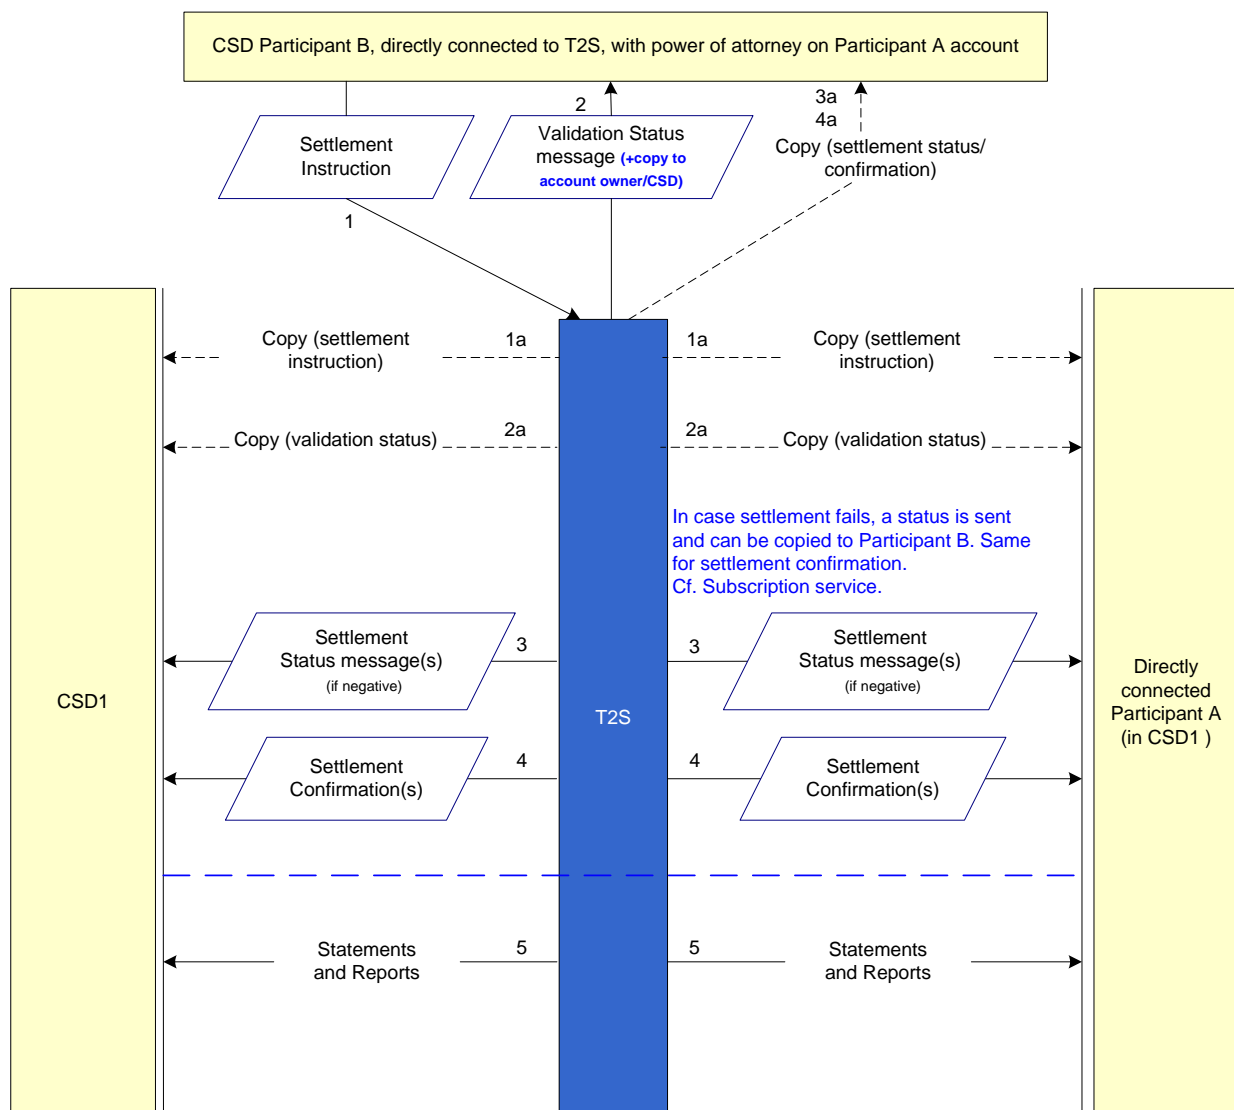 CSD Participant B, directly connected to T2S, with power of attorney on Participant A account
Settlement
Instruction
1
2
Validation Status
message (+copy to
account owner/CSD)
3a
4a
Copy (settlement status/
confirmation)
Copy (settlement
instruction)
1a
1a
Copy (settlement
instruction)
Copy (validation status)
2a
2a
Copy (validation status)
In case settlement fails, a status is sent
and can be copied to Participant B. Same
for settlement confirmation.
Cf. Subscription service.
Settlement
Status message(s)
(if negative)
3
3
Settlement
Status message(s)
(if negative)
CSD1
T2S
Directly
connected
Participant A
(in CSD1 )
Settlement
Confirmation(s)
4
4
Settlement
Confirmation(s)
Statements
and Reports
5
5
Statements
and Reports